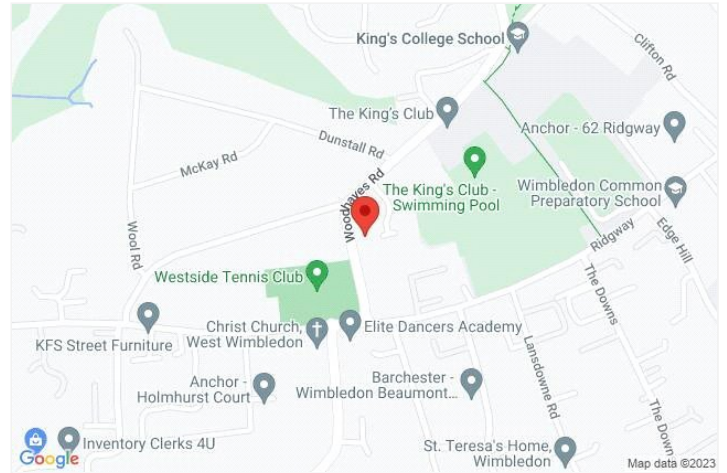 King's College School
Clifton Rd
The King's Club
Anchor - 62 Ridgway
Dunstall Rd
McKay Rd
Woodhayes Rd
The King's Club -
Swimming Pool
Wimbledon Common
Preparatory School
Wool Rd
Ridgway
Edge Hill
Westside Tennis Club
The Downs
KFS Street Furniture
Christ Church,
West Wimbledon
Elite Dancers Academy
Lansdowne Rd
Anchor -
Holmhurst Court
Barchester -
Wimbledon Beaumont...
The Down
Inventory Clerks 4U
St. Teresa's Home,
Wimbledon
Google
Map data ©2023